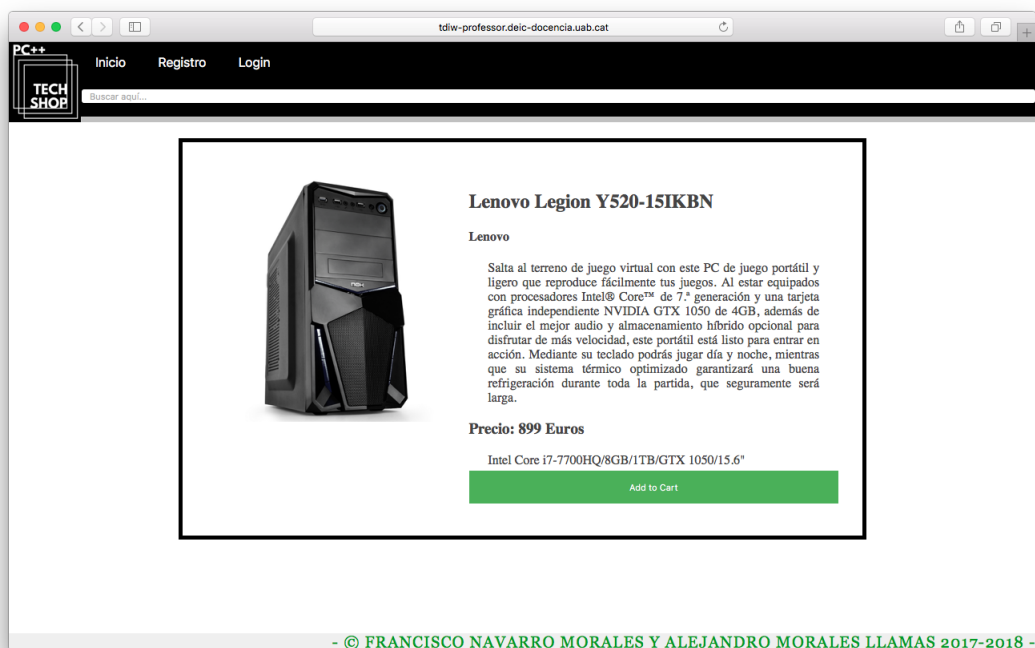 tdiw-professor.deic-docencia.uab.cat
PC++
TECH
SHOP
Inicio Registro Login
Buscar aquí...
Lenovo Legion Y520-15IKBN
Lenovo
Salta al terreno de juego virtual con este PC de juego portátil y
ligero que reproduce fácilmente tus juegos. Al estar equipados
con procesadores Intel® Core™ de 7.ª generación y una tarjeta
gráfica independiente NVIDIA GTX 1050 de 4GB, además de
incluir el mejor audio y almacenamiento híbrido opcional para
disfrutar de más velocidad, este portátil está listo para entrar en
acción. Mediante su teclado podrás jugar día y noche, mientras
que su sistema térmico optimizado garantizará una buena
refrigeración durante toda la partida, que seguramente será
larga.
Precio: 899 Euros
Intel Core i7-7700HQ/8GB/1TB/GTX 1050/15.6"
Add to Cart
- © FRANCISCO NAVARRO MORALES Y ALEJANDRO MORALES LLAMAS 2017-2018 -